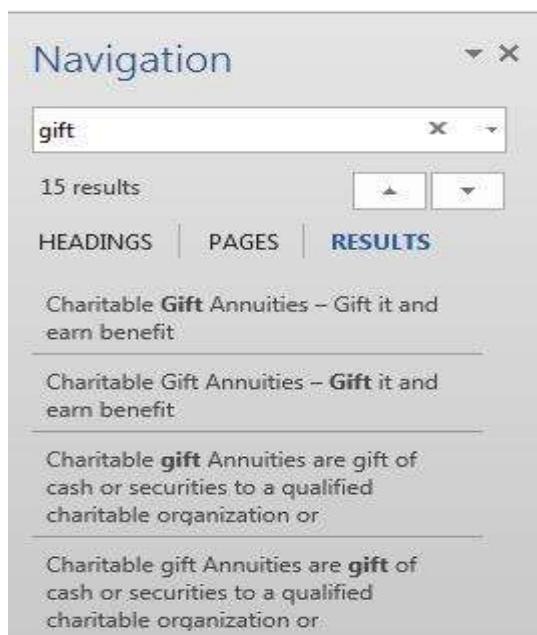 Navigation
gift
15 results
HEADINGS PAGES RESULTS
Charitable Gift Annuities – Gift it and
earn benefit
Charitable Gift Annuities – Gift it and
earn benefit
Charitable gift Annuities are gift of
cash or securities to a qualified
charitable organization or
Charitable gift Annuities are gift of
cash or securities to a qualified
charitable organization or